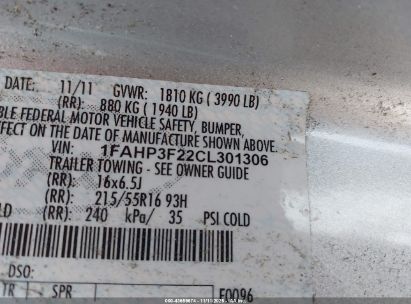 DATE: 11/11 GVWR: 1810 KG ( 3990 LB)
(RR): 880 KG ( 1940 LB)
BLE FEDERAL MOTOR VEHICLE SAFETY, BUMPER,
EFFECT ON THE DATE OF MANUFACTURE SHOWN ABOVE.
VIN: 1FAHP3F22CL301306
TRAILER TOWING - SEE OWNER GUIDE
(RR): 16x6.5J
(RR): 215/55R16 93H
LD (RR): 240 kPa/ 35 PSI COLD
DSO:
TR SPR E0096